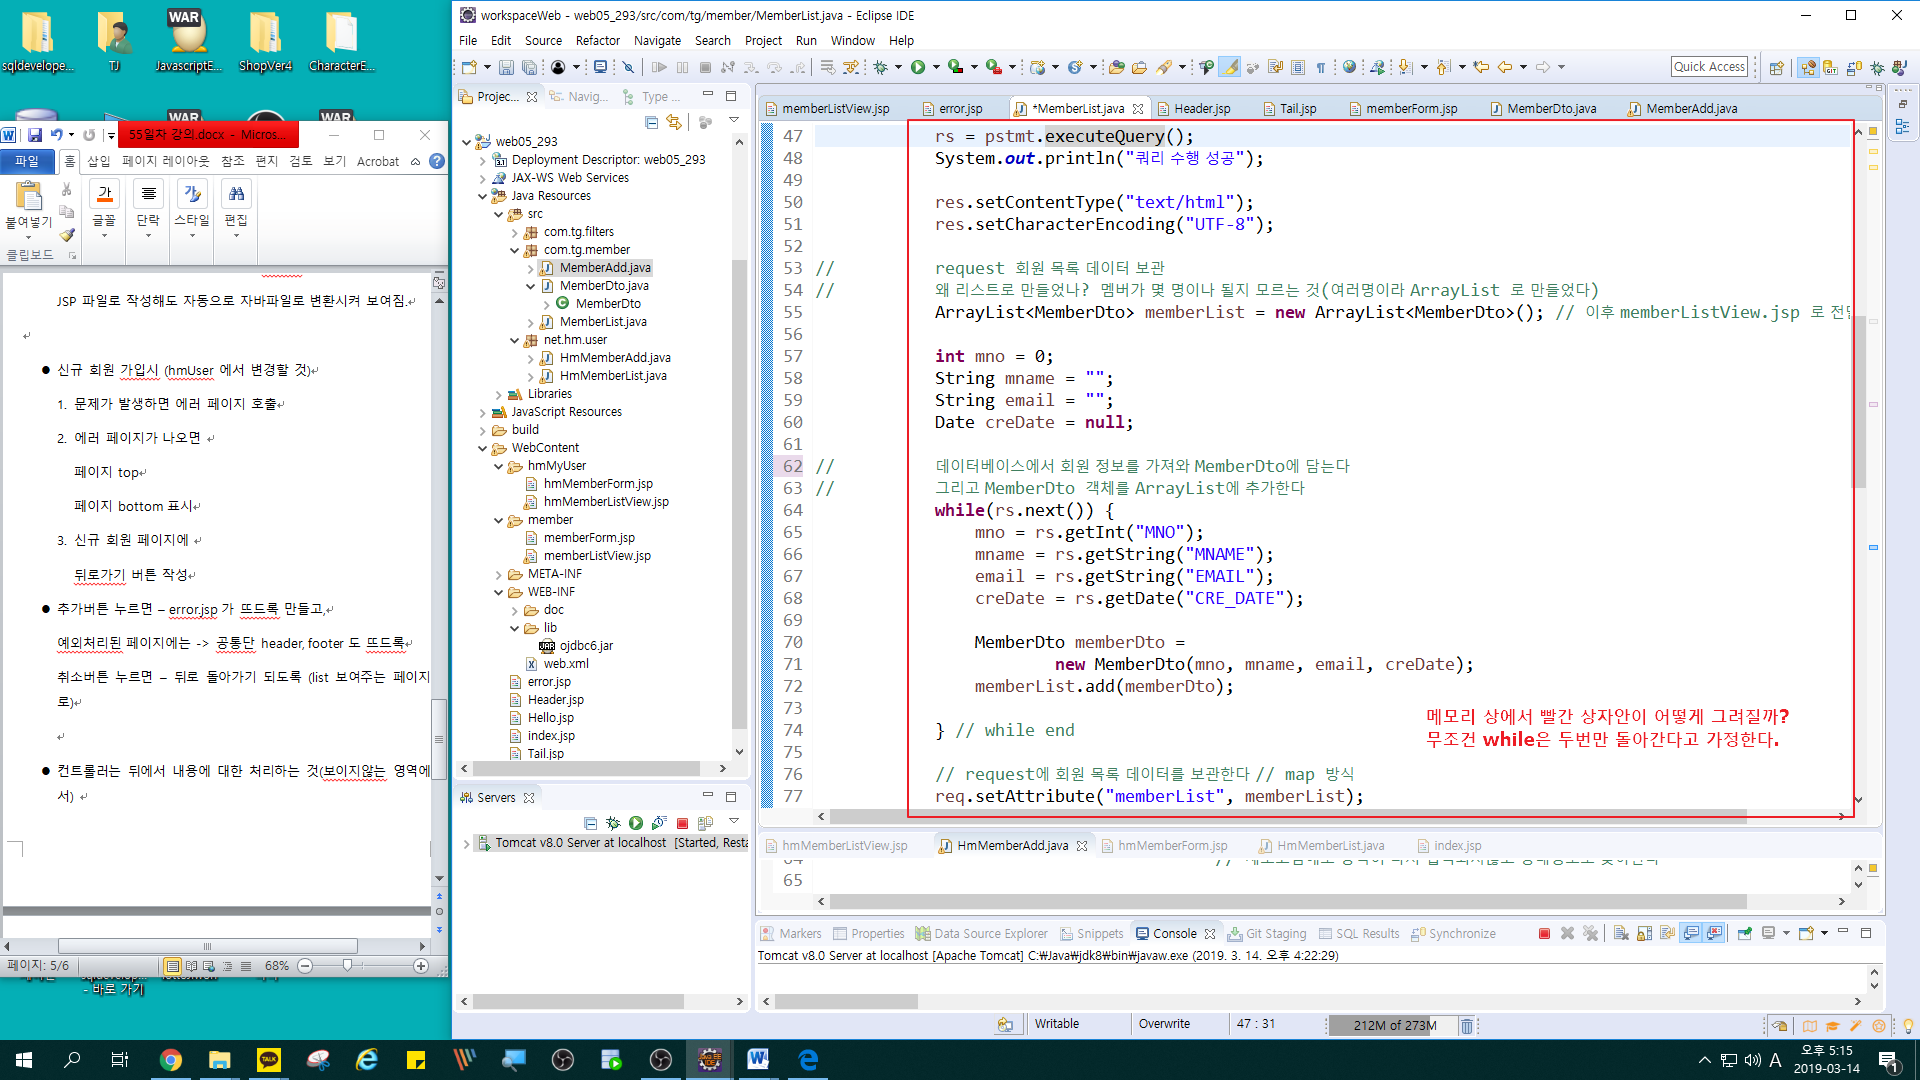 sqldevelope...
TJ
JavascriptE...
ShopVer4
CharacterE...
55일차 강의.docx - Micros...
파일
홈
삽입
페이지 레이아웃
참조
편지
검토
보기
Acrobat
붙여넣기
글꼴
단락
스타일
편집
클립보드
JSP 파일로 작성해도 자동으로 자바파일로 변환시켜 보여짐.
● 신규 회원 가입시 (hmUser 에서 변경할 것)
1. 문제가 발생하면 에러 페이지 호출
2. 에러 페이지가 나오면
페이지 top
페이지 bottom 표시
3. 신규 회원 페이지에
뒤로가기 버튼 작성
● 추가버튼 누르면 – error.jsp 가 뜨드록 만들고,
예외처리된 페이지에는 -> 공통단 header, footer 도 뜨드록
취소버튼 누르면 – 뒤로 돌아가기 되도록 (list 보여주는 페이지
로)
● 컨트롤러는 뒤에서 내용에 대한 처리하는 것(보이지않는 영역에
서)
페이지: 5/6
68%
- 바로 가기
workspaceWeb - web05_293/src/com/tg/member/MemberList.java - Eclipse IDE
File Edit Source Refactor Navigate Search Project Run Window Help
Quick Access
Projec...
Navig...
Type ...
web05_293
Deployment Descriptor: web05_293
JAX-WS Web Services
Java Resources
src
com.tg.filters
com.tg.member
MemberAdd.java
MemberDto.java
MemberDto
MemberList.java
net.hm.user
HmMemberAdd.java
HmMemberList.java
Libraries
JavaScript Resources
build
WebContent
hmMyUser
hmMemberForm.jsp
hmMemberListView.jsp
member
memberForm.jsp
memberListView.jsp
META-INF
WEB-INF
doc
lib
ojdbc6.jar
web.xml
error.jsp
Header.jsp
Hello.jsp
index.jsp
Tail.jsp
Servers
Tomcat v8.0 Server at localhost [Started, Resta
memberListView.jsp
error.jsp
*MemberList.java
Header.jsp
Tail.jsp
memberForm.jsp
MemberDto.java
MemberAdd.java
47 rs = pstmt.executeQuery();
48 System.out.println("쿼리 수행 성공");
49
50 res.setContentType("text/html");
51 res.setCharacterEncoding("UTF-8");
52
53 // request 회원 목록 데이터 보관
54 // 왜 리스트로 만들었나? 멤버가 몇 명이나 될지 모르는 것(여러명이라 ArrayList 로 만들었다)
55 ArrayList<MemberDto> memberList = new ArrayList<MemberDto>(); // 이후 memberListView.jsp 로 전
56
57 int mno = 0;
58 String mname = "";
59 String email = "";
60 Date creDate = null;
61
62 // 데이터베이스에서 회원 정보를 가져와 MemberDto에 담는다
63 // 그리고 MemberDto 객체를 ArrayList에 추가한다
64 while(rs.next()) {
65 mno = rs.getInt("MNO");
66 mname = rs.getString("MNAME");
67 email = rs.getString("EMAIL");
68 creDate = rs.getDate("CRE_DATE");
69
70 MemberDto memberDto =
71 new MemberDto(mno, mname, email, creDate);
72 memberList.add(memberDto);
73
74 } // while end
75
76 // request에 회원 목록 데이터를 보관한다 // map 방식
77 req.setAttribute("memberList", memberList);
메모리 상에서 빨간 상자안이 어떻게 그려질까?
무조건 while은 두번만 돌아간다고 가정한다.
hmMemberListView.jsp
HmMemberAdd.java
hmMemberForm.jsp
HmMemberList.java
index.jsp
65
Markers
Properties
Data Source Explorer
Snippets
Console
Git Staging
SQL Results
Synchronize
Tomcat v8.0 Server at localhost [Apache Tomcat] C:₩Java₩jdk8₩bin₩javaw.exe (2019. 3. 14. 오후 4:22:29)
Writable
Overwrite
47 : 31
212M of 273M
A
오후 5:15
2019-03-14
1